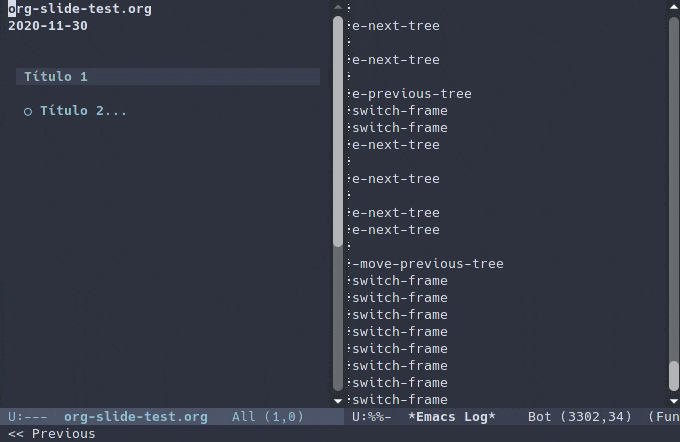 org-slide-test.org
2020-11-30
Título 1
○ Título 2...
U:--- org-slide-test.org All (1,0)
<< Previous
e-next-tree
e-next-tree
e-previous-tree
switch-frame
switch-frame
e-next-tree
e-next-tree
e-next-tree
e-next-tree
-move-previous-tree
switch-frame
switch-frame
switch-frame
switch-frame
switch-frame
switch-frame
switch-frame
switch-frame
U:%%- *Emacs Log* Bot (3302,34) (Fun